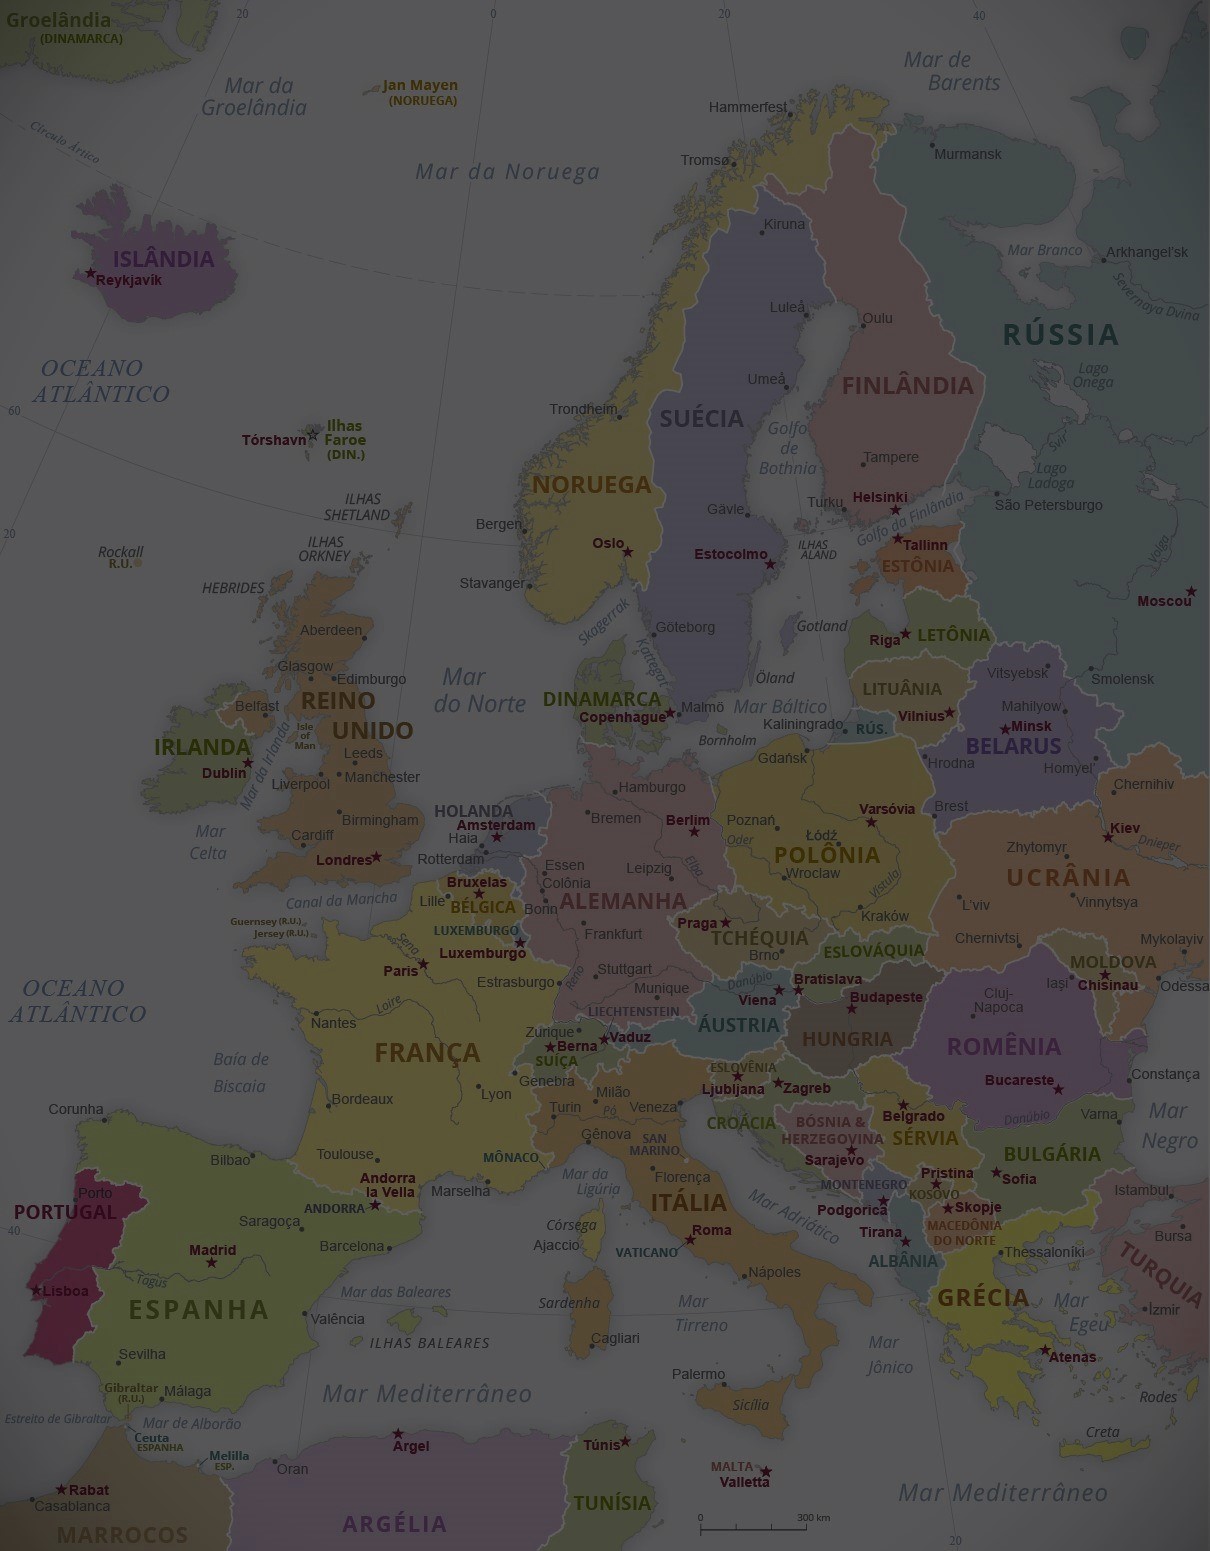 Groelândia
(DINAMARCA)
20
0
20
40
Jan Mayen
(NORUEGA)
Mar da
Groelândia
Mar de
Barents
Hammerfest
Círculo Ártico
Mar da Noruega
Tromsø
Murmansk
Kiruna
ISLÂNDIA
Reykjavík
Mar Branco
Arkhangel'sk
Severnaya Dvina
Luleå
Oulu
RÚSSIA
OCEANO
ATLÂNTICO
Umeå
FINLÂNDIA
Lago
Onega
60
Trondheim
SUÉCIA
Tórshavn
Ilhas
Faroe
(DIN.)
Golfo
de
Bothnia
Svir
Tampere
Lago
Ladoga
NORUEGA
ILHAS
SHETLAND
Turku
Helsinki
São Petersburgo
Gävle
Golfo da Finlândia
20
Bergen
Rockall
R.U.
ILHAS
ORKNEY
Oslo
Estocolmo
ILHAS
ÅLAND
Tallinn
ESTÔNIA
Volga
HEBRIDES
Stavanger
Moscou
Skagerrak
Göteborg
Gotland
Riga
LETÔNIA
Aberdeen
Kattegat
Glasgow
Edimburgo
Mar
do Norte
Öland
Vitsyebsk
Smolensk
REINO
UNIDO
DINAMARCA
Copenhague
Malmö
Mar Báltico
LITUÂNIA
Vilnius
Mahilyow
Belfast
Kaliningrado
RÚS.
Minsk
BELARUS
Isle
of
Man
Bornholm
IRLANDA
Dublin
Mar da Irlanda
Leeds
Manchester
Liverpool
Gdańsk
Hrodna
Homyel'
Hamburgo
Chernihiv
HOLANDA
Amsterdam
Haia
Rotterdam
Bremen
Berlim
Poznań
Varsóvia
Brest
Birmingham
Mar
Celta
Cardiff
Londres
Oder
Łódź
POLÔNIA
Kiev
Dnieper
Zhytomyr
Essen
Colônia
Leipzig
Elba
Wroclaw
Vístula
UCRÂNIA
Bruxelas
BÉLGICA
Lille
Canal da Mancha
Bonn
ALEMANHA
Kraków
L'viv
Vinnytsya
Guernsey (R.U.)
Jersey (R.U.)
LUXEMBURGO
Luxemburgo
Frankfurt
Praga
TCHÉQUIA
Brno
ESLOVÁQUIA
Chernivtsi
Mykolayiv
Sena
Paris
Estrasburgo
Reno
Stuttgart
Munique
Danúbio
Viena
Bratislava
Budapeste
MOLDOVA
Iaşi
Chisinau
Odessa
OCEANO
ATLÂNTICO
Loire
Nantes
LIECHTENSTEIN
ÁUSTRIA
HUNGRIA
Cluj-
Napoca
Zurique
Berna
Vaduz
SUÍÇA
FRANÇA
ROMÊNIA
Baía de
Biscaia
Genebra
Lyon
ESLOVÊNIA
Ljubljana
Zagreb
Bucareste
Constança
Bordeaux
Milão
Turin
Pó
Veneza
Belgrado
Danúbio
Varna
Mar
Negro
Corunha
CROÁCIA
BÓSNIA &
HERZEGOVINA
Sarajevo
SÉRVIA
Gênova
SAN
MARINO
Toulouse
Bilbao
MÔNACO
Florença
BULGÁRIA
Sofia
Andorra
la Vella
Marselha
Mar da
Ligúria
ITÁLIA
MONTENEGRO
Podgorica
Pristina
KOSOVO
Skopje
Istambul
Porto
PORTUGAL
ANDORRA
Mar Adriático
MACEDÔNIA
DO NORTE
Saragoça
Córsega
Ajaccio
40
Barcelona
Roma
VATICANO
Tirana
ALBÂNIA
Bursa
Madrid
Thessaloníki
TURQUIA
Nápoles
Tagus
Lisboa
ESPANHA
Mar das Baleares
Sardenha
GRÉCIA
Mar
Egeu
İzmir
Valência
ILHAS BALEARES
Mar
Tirreno
Cagliari
Mar
Jônico
Atenas
Sevilha
Palermo
Gibraltar
(R.U.)
Málaga
Mar Mediterrâneo
Sicília
Rodes
Estreito de Gibraltar
Mar de Alborão
Ceuta
ESPANHA
Melilla
ESP.
Argel
Túnis
Creta
Oran
MALTA
Valletta
Rabat
Casablanca
Mar Mediterrâneo
MARROCOS
ARGÉLIA
TUNÍSIA
0
300 km
20